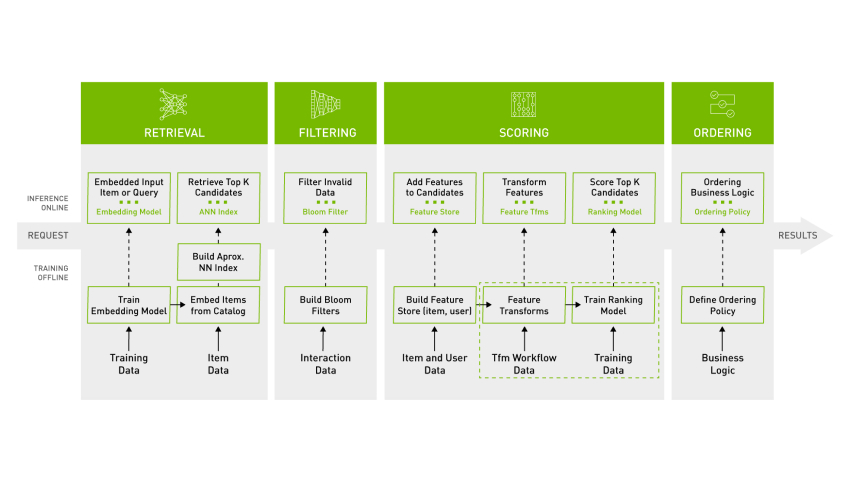 RETRIEVAL
FILTERING
SCORING
ORDERING
INFERENCE
ONLINE
Embedded Input
Item or Query
Embedding Model
Retrieve Top K
Candidates
ANN Index
Filter Invalid
Data
Bloom Filter
Add Features
to Candidates
Feature Store
Transform
Features
Feature Tfms
Score Top K
Candidates
Ranking Model
Ordering
Business Logic
Ordering Policy
REQUEST
RESULTS
Build Aprox.
NN Index
TRAINING
OFFLINE
Train
Embedding Model
Embed Items
from Catalog
Build Bloom
Filters
Build Feature
Store (item, user)
Feature
Transforms
Train Ranking
Model
Define Ordering
Policy
Training
Data
Item
Data
Interaction
Data
Item and User
Data
Tfm Workflow
Data
Training
Data
Business
Logic